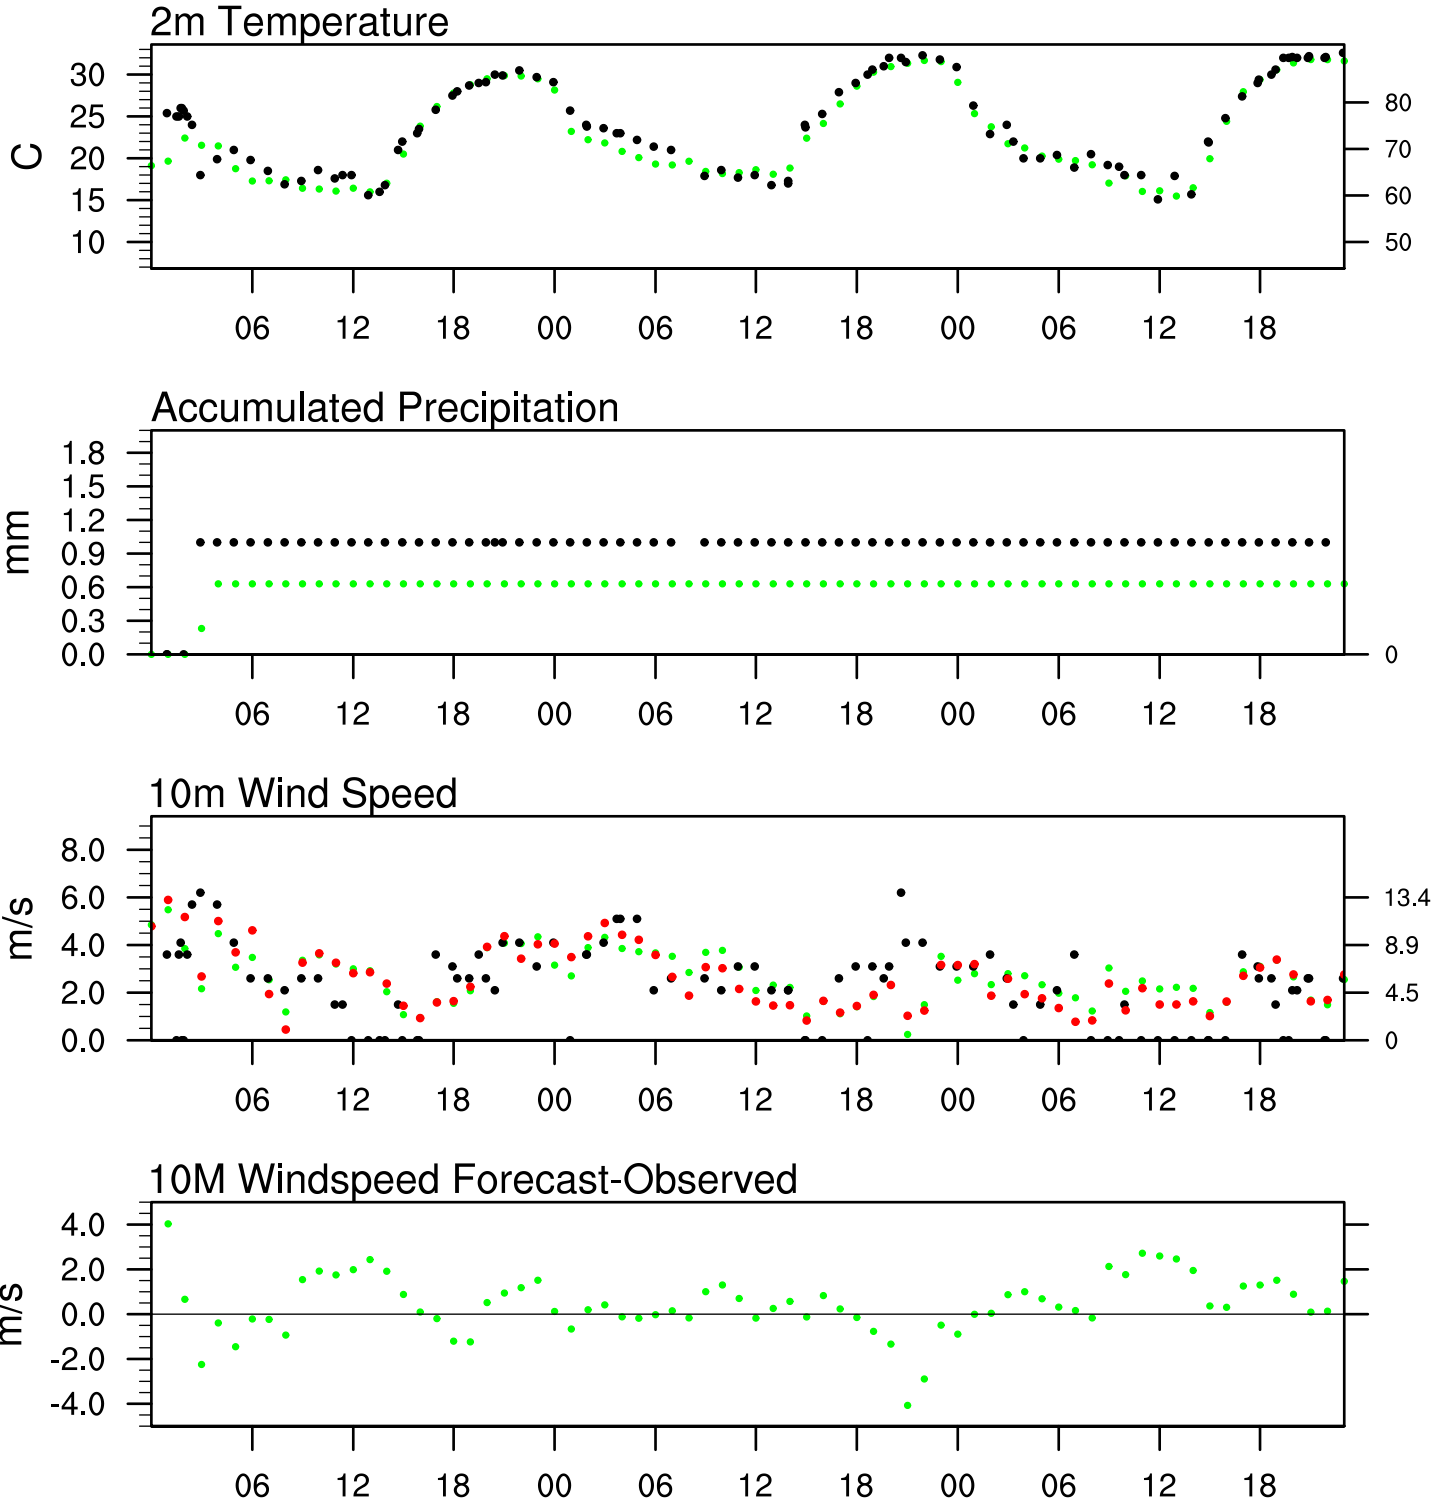 2m Temperature
30
25
20
15
10
C
80
70
60
50
06 12 18 00 06 12 18 00 06 12 18
Accumulated Precipitation
1.8
1.5
1.2
0.9
0.6
0.3
0.0
mm
0
06 12 18 00 06 12 18 00 06 12 18
10m Wind Speed
8.0
6.0
4.0
2.0
0.0
m/s
13.4
8.9
4.5
0
06 12 18 00 06 12 18 00 06 12 18
10M Windspeed Forecast-Observed
4.0
2.0
0.0
-2.0
-4.0
m/s
06 12 18 00 06 12 18 00 06 12 18